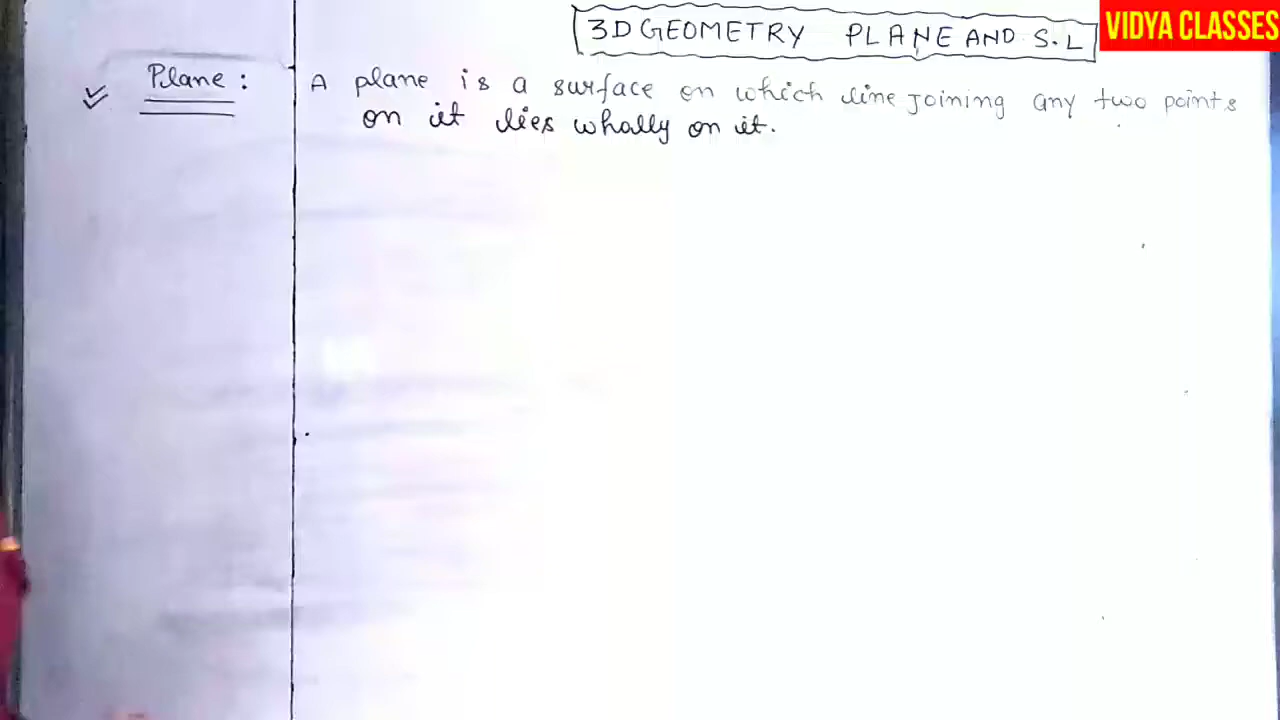 3D GEOMETRY PLANE AND S.L
VIDYA CLASSES
Plane : A plane is a surface on which line joining any two points
on it lies whally on it.